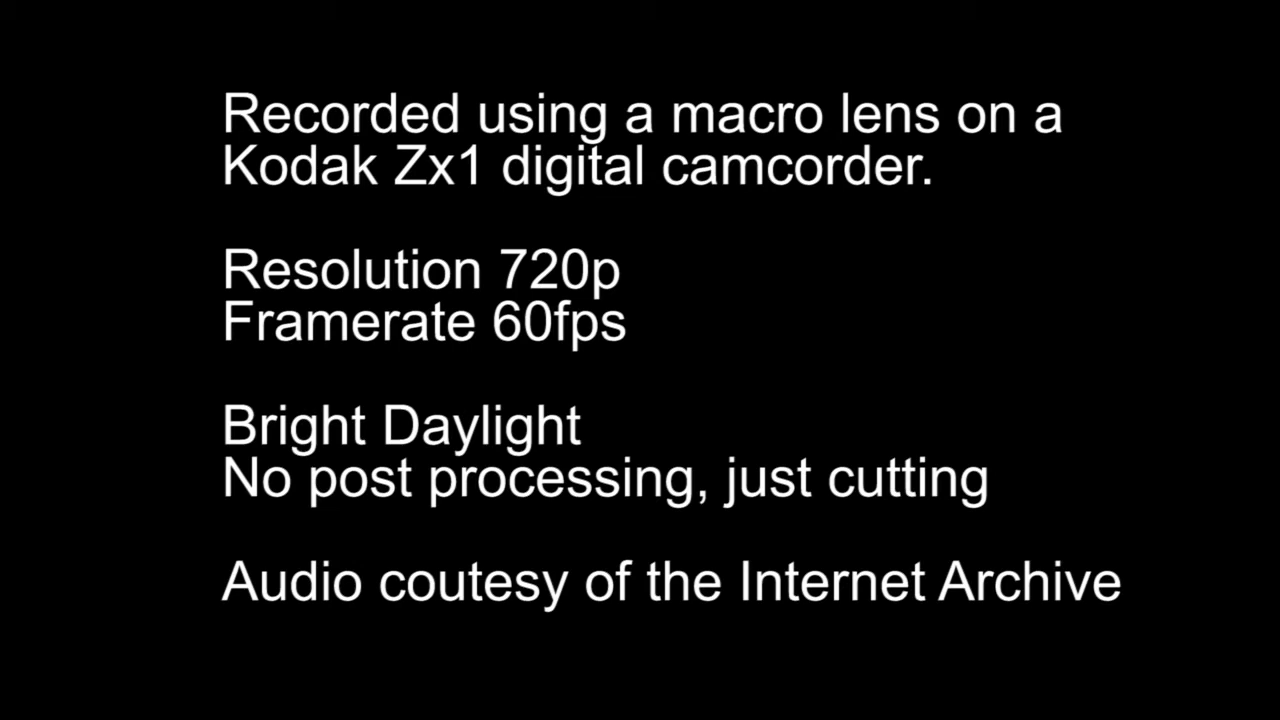 Recorded using a macro lens on a
Kodak Zx1 digital camcorder.
Resolution 720p
Framerate 60fps
Bright Daylight
No post processing, just cutting
Audio coutesy of the Internet Archive